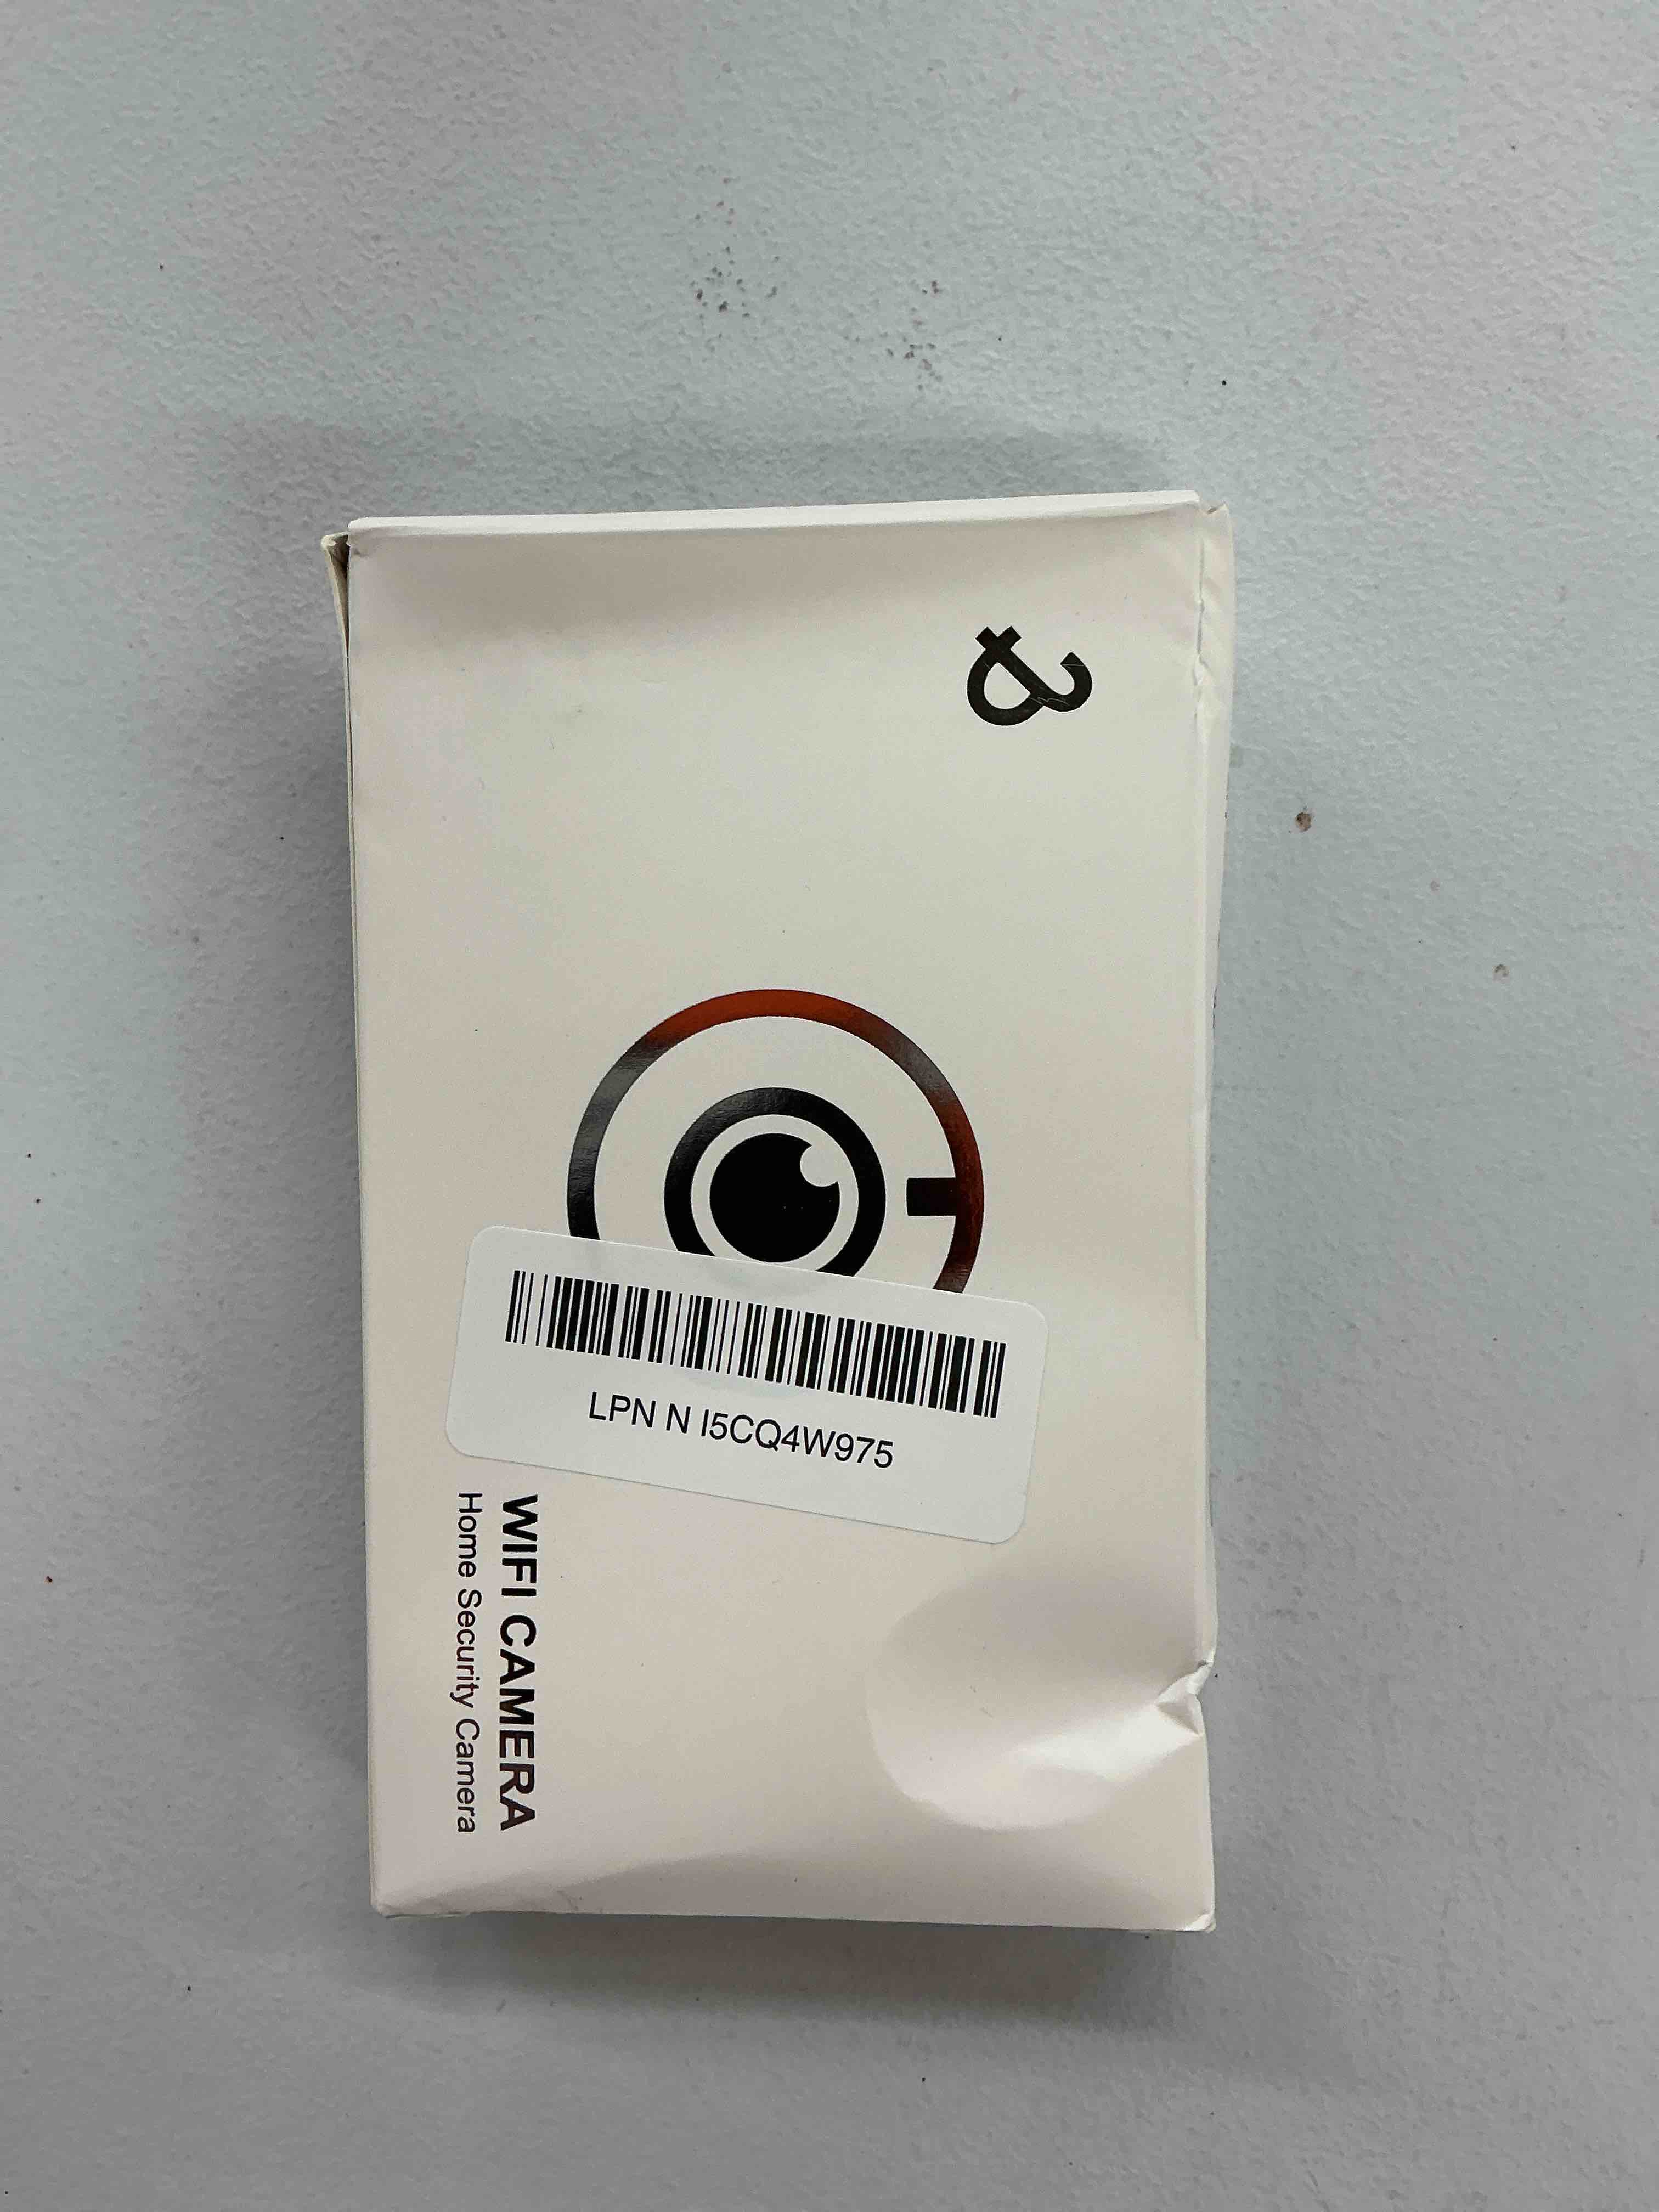 &
LPN N I5CQ4W975
WIFI CAMERA
Home Security Camera